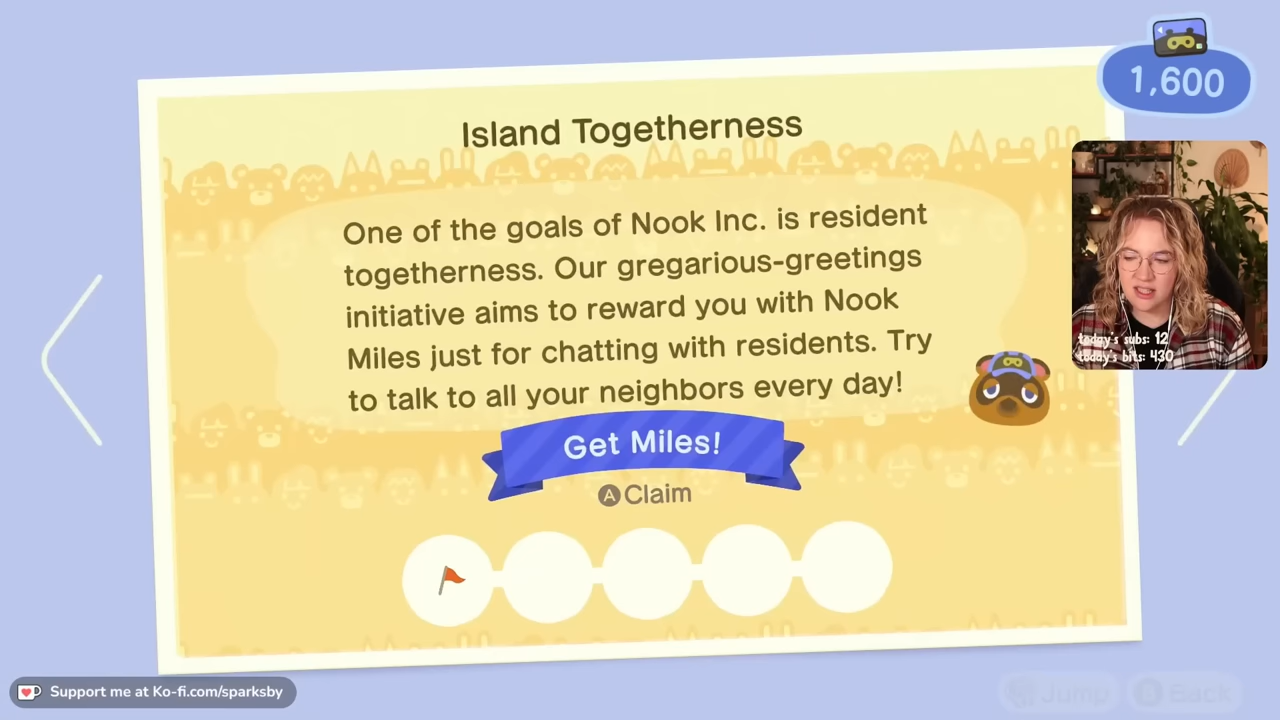 1,600
Island Togetherness
One of the goals of Nook Inc. is resident
togetherness. Our gregarious-greetings
initiative aims to reward you with Nook
Miles just for chatting with residents. Try
to talk to all your neighbors every day!
Get Miles!
A Claim
today's subs: 12
today's bits: 430
Support me at Ko-fi.com/sparksby
Jump
B Back